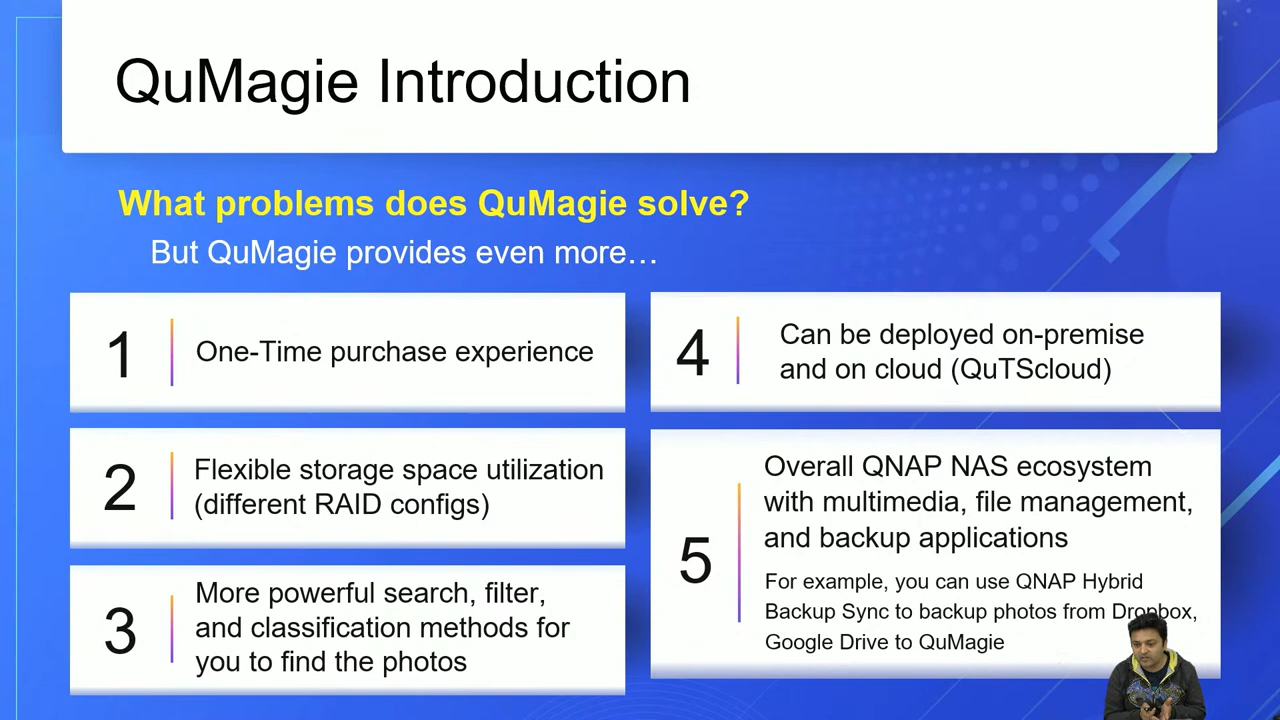 QuMagie Introduction
What problems does QuMagie solve?
But QuMagie provides even more…
1
One-Time purchase experience
2
Flexible storage space utilization
(different RAID configs)
3
More powerful search, filter,
and classification methods for
you to find the photos
4
Can be deployed on-premise
and on cloud (QuTScloud)
5
Overall QNAP NAS ecosystem
with multimedia, file management,
and backup applications
For example, you can use QNAP Hybrid
Backup Sync to backup photos from Dropbox,
Google Drive to QuMagie